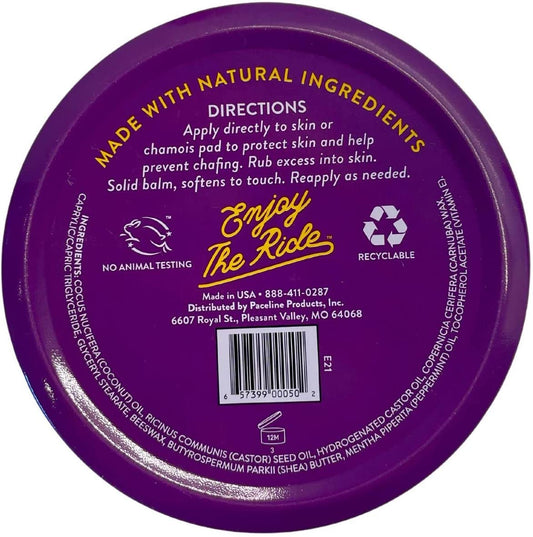 MADE WITH NATURAL INGREDIENTS
DIRECTIONS
Apply directly to skin or
chamois pad to protect skin and help
prevent chafing. Rub excess into skin.
Solid balm, softens to touch. Reapply as needed.
Enjoy
The Ride™
NO ANIMAL TESTING
™
RECYCLABLE
Made in USA • 888-411-0287
Distributed by Paceline Products, Inc.
6607 Royal St., Pleasant Valley, MO 64068
E21
6 57399 00050 2
12M
3
INGREDIENTS: COCUS NUCIFERA (COCONUT) OIL, RICINUS COMMUNIS (CASTOR) SEED OIL, HYDROGENATED CASTOR OIL, COPERNICIA CERIFERA (CARNUBA) WAX,
CAPRYLIC/CAPRIC TRIGLYCERIDE, GLYCERYL STEARATE, BEESWAX, BUTYROSPERMUM PARKII (SHEA) BUTTER, MENTHA PIPERITA (PEPPERMINT) OIL, TOCOPHEROL ACETATE (VITAMIN E).